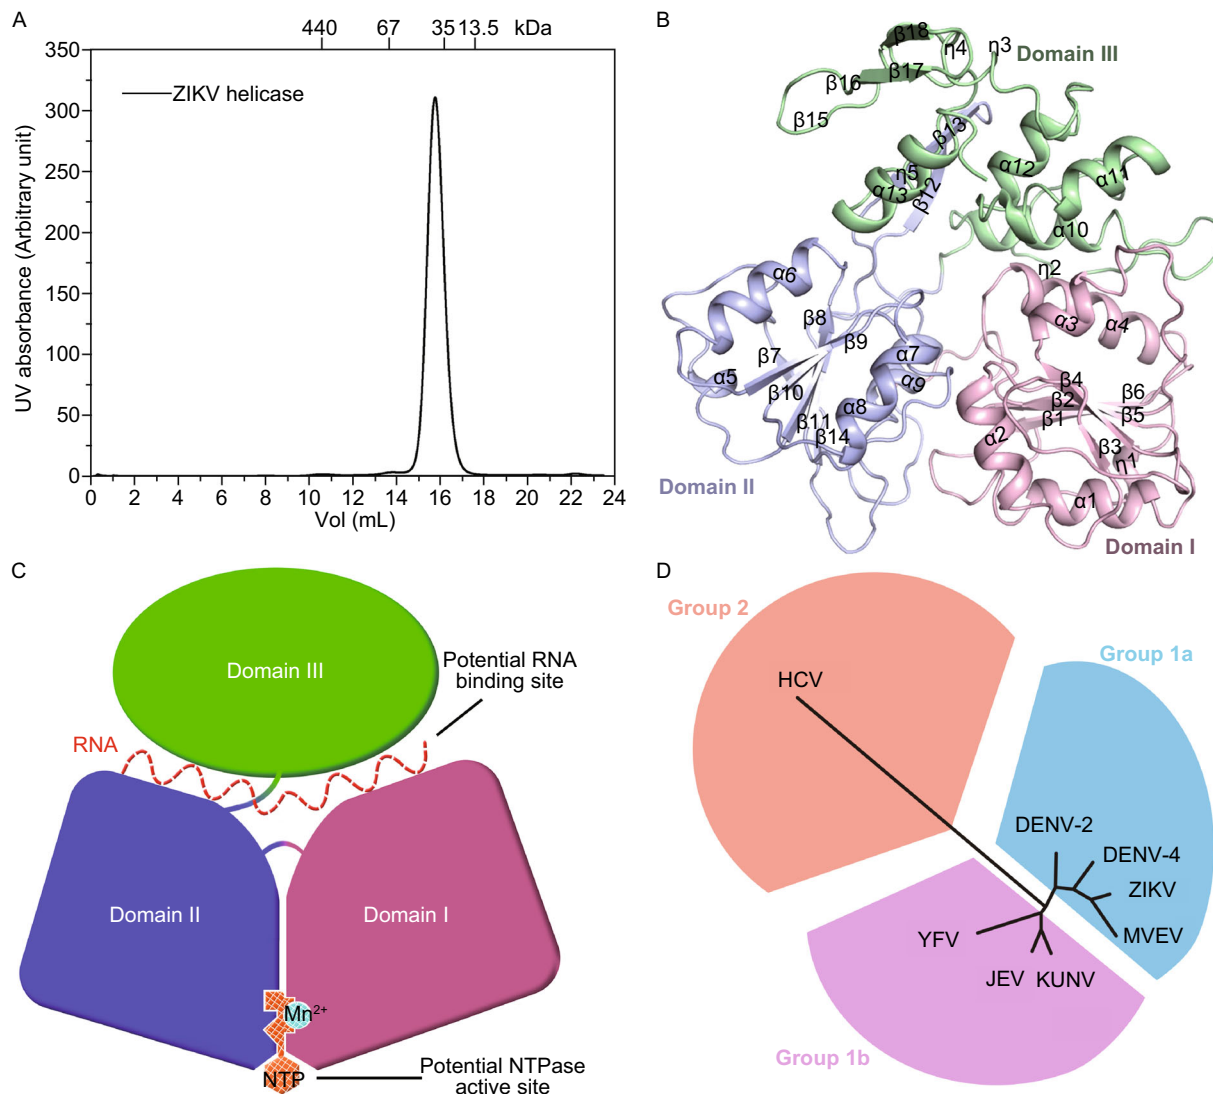 A
440 67 35 13.5 kDa
350
300
250
200
150
100
50
0
ZIKV helicase
UV absorbance (Arbitrary unit)
0 2 4 6 8 10 12 14 16 18 20 22 24
Vol (mL)
B
β18
η4
η3
Domain III
β17
β16
β15
β13
α12
α11
η5
α13
β12
α10
η2
α6
α3
α4
β8
β9
β7
α7
α5
α9
β10
α8
β11
β14
β4
β6
β2
β5
β1
α2
β3
η1
α1
Domain II
Domain I
C
Domain III
Potential RNA
binding site
RNA
Domain II
Domain I
Mn2+
NTP
Potential NTPase
active site
D
Group 2
Group 1a
HCV
DENV-2
DENV-4
ZIKV
MVEV
YFV
JEV
KUNV
Group 1b